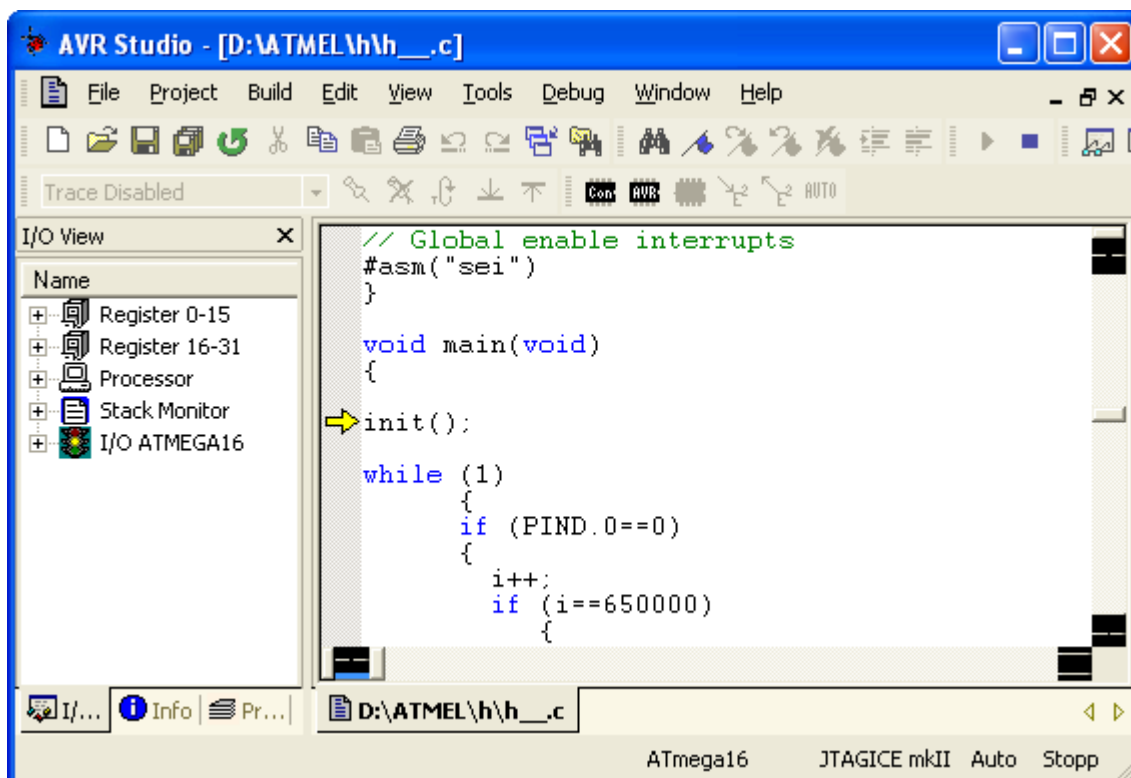 AVR Studio - [D:\ATMEL\h\h__.c]
File Project Build Edit View Tools Debug Window Help
Trace Disabled
Con AVR AUTO
I/O View
Name
Register 0-15
Register 16-31
Processor
Stack Monitor
I/O ATMEGA16
// Global enable interrupts
#asm("sei")
}
void main(void)
{
init();
while (1)
{
if (PIND.0==0)
{
i++;
if (i==650000)
{
I/... Info Pr...
D:\ATMEL\h\h__.c
ATmega16 JTAGICE mkII Auto Stopp